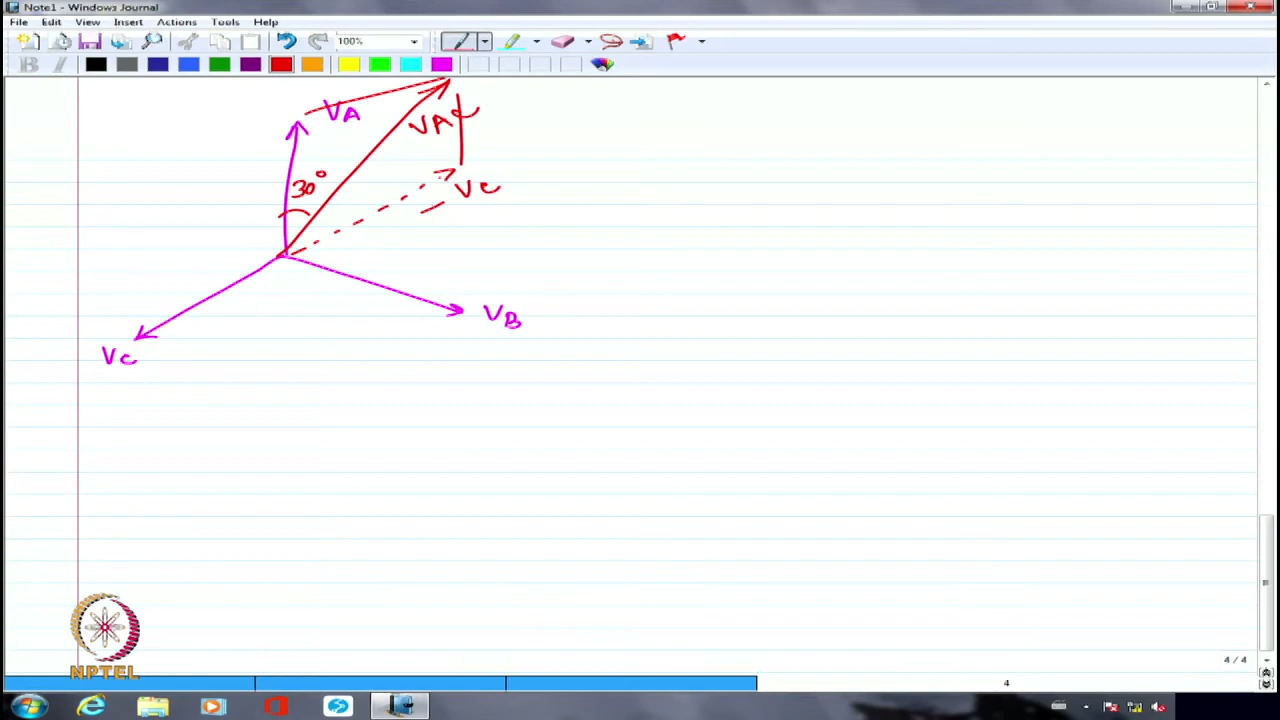 Note1 - Windows Journal
File Edit View Insert Actions Tools Help
100%
B I
VA
VAC
30°
VC
VB
VC
NPTEL
4 / 4
4